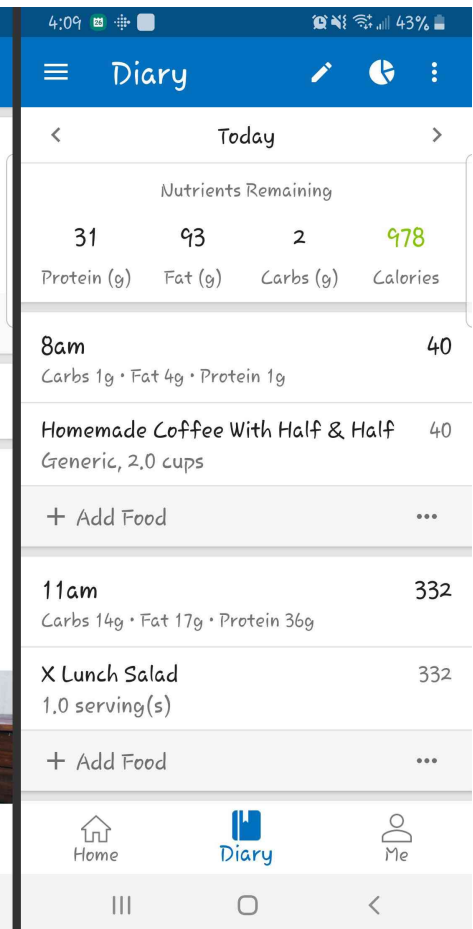 4:09 26 43%
Diary
Today
Nutrients Remaining
31 93 2 978
Protein (g) Fat (g) Carbs (g) Calories
8am 40
Carbs 1g • Fat 4g • Protein 1g
Homemade Coffee With Half & Half 40
Generic, 2.0 cups
+ Add Food
11am 332
Carbs 14g • Fat 17g • Protein 36g
X Lunch Salad 332
1.0 serving(s)
+ Add Food
Home Diary Me